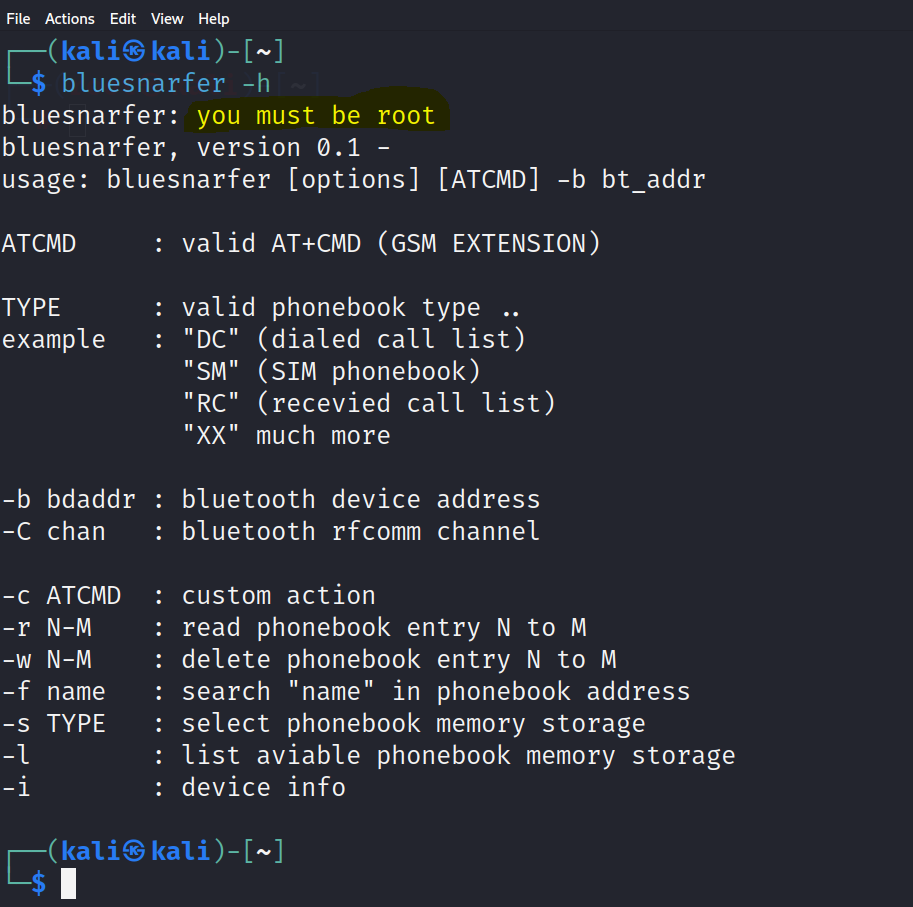 File Actions Edit View Help
┌──(kali㉿kali)-[~]
└─$ bluesnarfer -h
bluesnarfer: you must be root
bluesnarfer, version 0.1 -
usage: bluesnarfer [options] [ATCMD] -b bt_addr
ATCMD     : valid AT+CMD (GSM EXTENSION)
TYPE      : valid phonebook type ..
example   : "DC" (dialed call list)
            "SM" (SIM phonebook)
            "RC" (recevied call list)
            "XX" much more
-b bdaddr : bluetooth device address
-C chan   : bluetooth rfcomm channel
-c ATCMD  : custom action
-r N-M    : read phonebook entry N to M
-w N-M    : delete phonebook entry N to M
-f name   : search "name" in phonebook address
-s TYPE   : select phonebook memory storage
-l        : list aviable phonebook memory storage
-i        : device info
┌──(kali㉿kali)-[~]
└─$